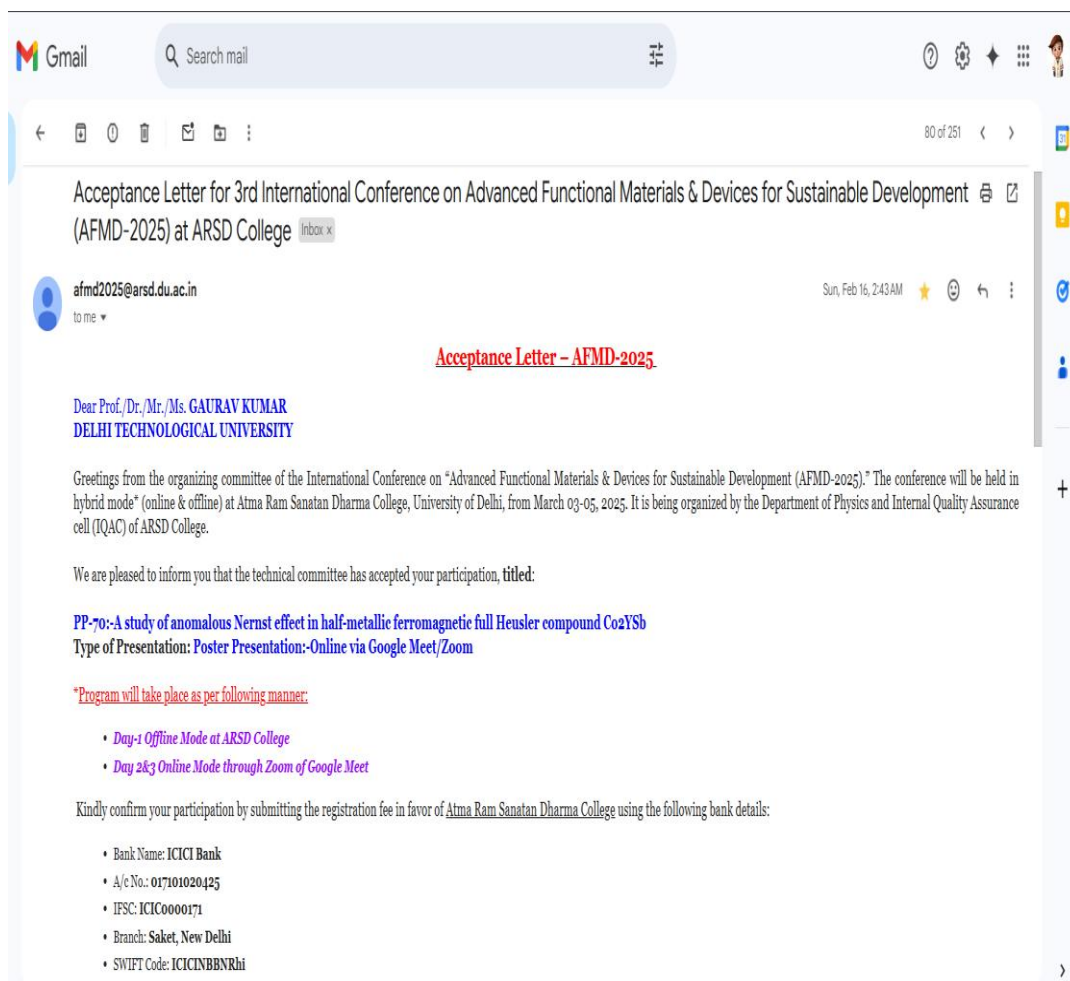 Gmail
Search mail
80 of 251
31
Acceptance Letter for 3rd International Conference on Advanced Functional Materials & Devices for Sustainable Development
(AFMD-2025) at ARSD College Inbox x
afmd2025@arsd.du.ac.in
Sun, Feb 16, 2:43 AM
to me
Acceptance Letter – AFMD-2025
Dear Prof./Dr./Mr./Ms. GAURAV KUMAR
DELHI TECHNOLOGICAL UNIVERSITY
Greetings from the organizing committee of the International Conference on “Advanced Functional Materials & Devices for Sustainable Development (AFMD-2025).” The conference will be held in
hybrid mode* (online & offline) at Atma Ram Sanatan Dharma College, University of Delhi, from March 03-05, 2025. It is being organized by the Department of Physics and Internal Quality Assurance
cell (IQAC) of ARSD College.
We are pleased to inform you that the technical committee has accepted your participation, titled:
PP-70:-A study of anomalous Nernst effect in half-metallic ferromagnetic full Heusler compound Co2YSb
Type of Presentation: Poster Presentation:-Online via Google Meet/Zoom
*Program will take place as per following manner:
• Day-1 Offline Mode at ARSD College
• Day 2&3 Online Mode through Zoom of Google Meet
Kindly confirm your participation by submitting the registration fee in favor of Atma Ram Sanatan Dharma College using the following bank details:
• Bank Name: ICICI Bank
• A/c No.: 017101020425
• IFSC: ICIC0000171
• Branch: Saket, New Delhi
• SWIFT Code: ICICINBBNRhi